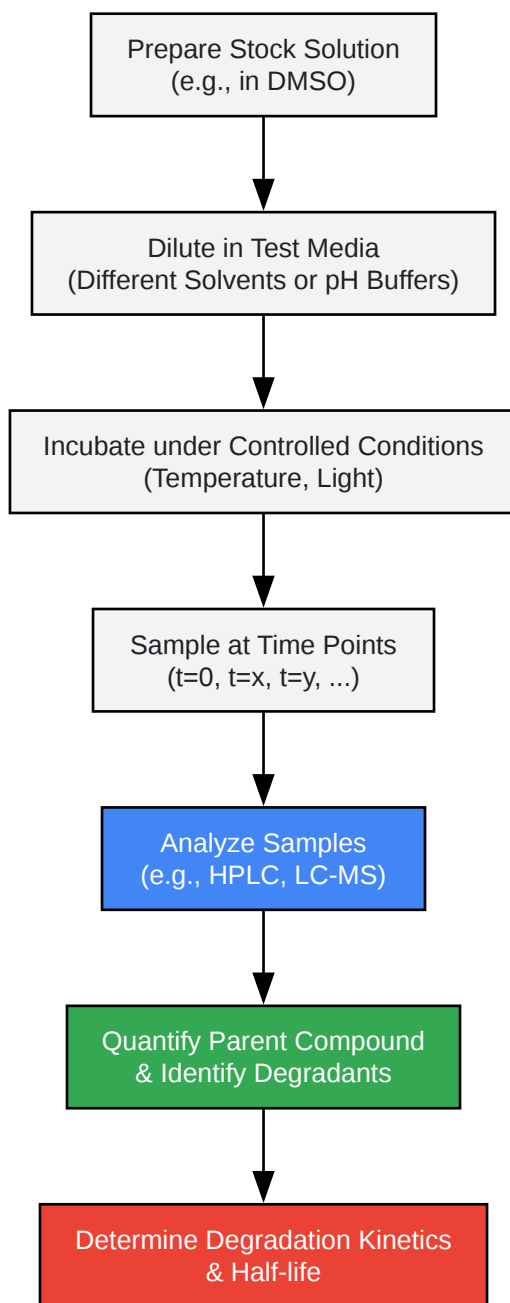 Prepare Stock Solution
(e.g., in DMSO)
Dilute in Test Media
(Different Solvents or pH Buffers)
Incubate under Controlled Conditions
(Temperature, Light)
Sample at Time Points
(t=0, t=x, t=y, ...)
Analyze Samples
(e.g., HPLC, LC-MS)
Quantify Parent Compound
& Identify Degradants
Determine Degradation Kinetics
& Half-life